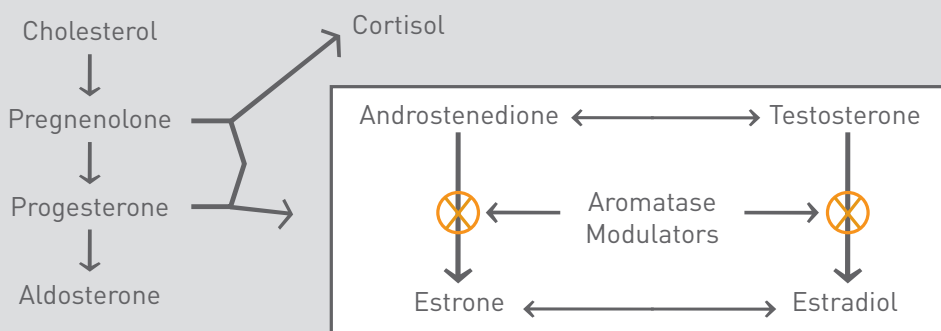 Cholesterol
Cortisol
Pregnenolone
Androstenedione
Testosterone
Progesterone
Aromatase
Modulators
Aldosterone
Estrone
Estradiol